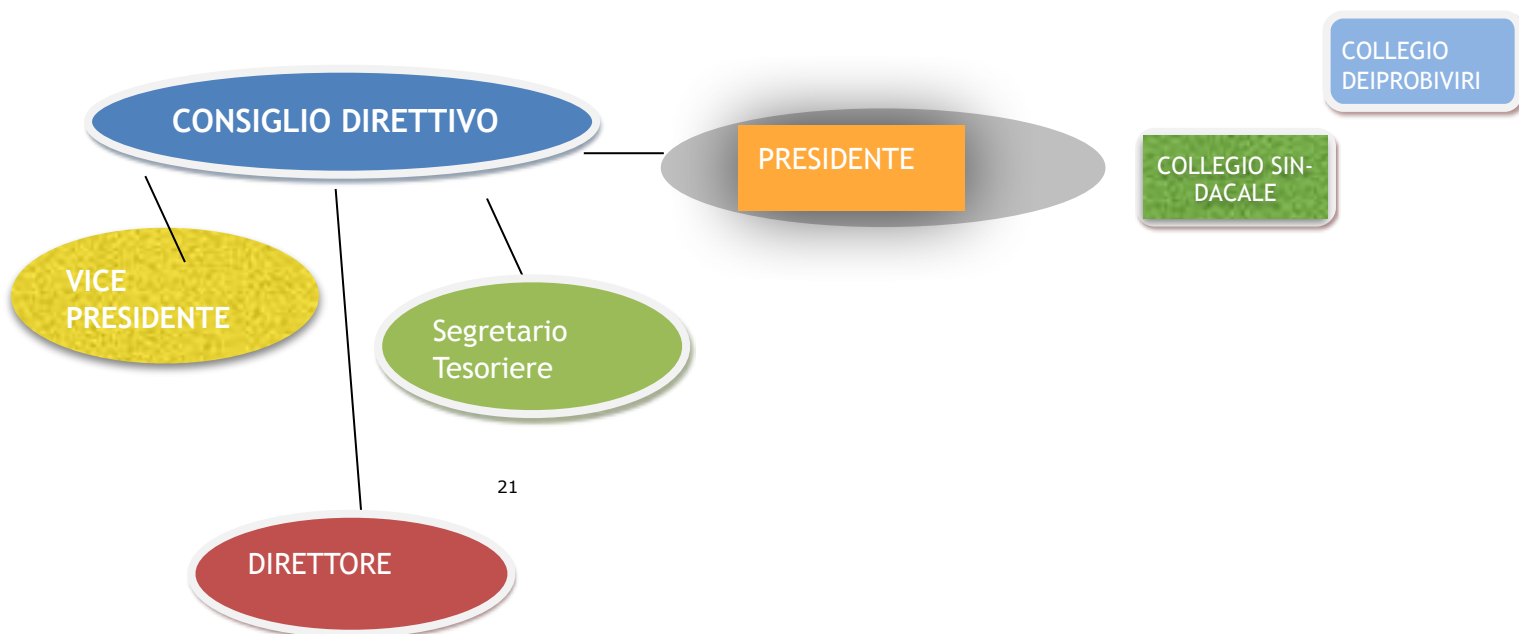 COLLEGIO
DEIPROBIVIRI
CONSIGLIO DIRETTIVO
PRESIDENTE
COLLEGIO SIN-
DACALE
VICE
PRESIDENTE
Segretario
Tesoriere
21
DIRETTORE